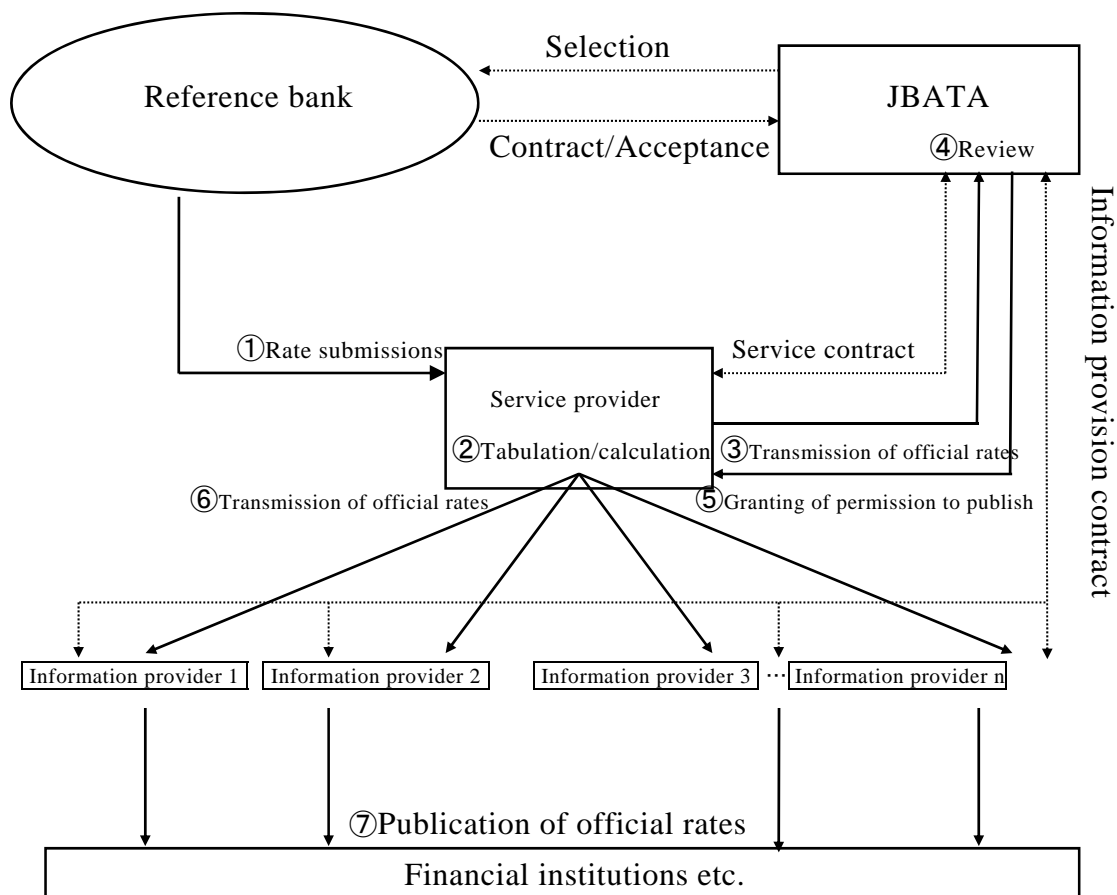 Selection
Reference bank
JBATA
Contract/Acceptance
④Review
Information provision contract
①Rate submissions
Service contract
Service provider
②Tabulation/calculation
③Transmission of official rates
⑥Transmission of official rates
⑤Granting of permission to publish
Information provider 1
Information provider 2
Information provider 3
…
Information provider n
⑦Publication of official rates
Financial institutions etc.